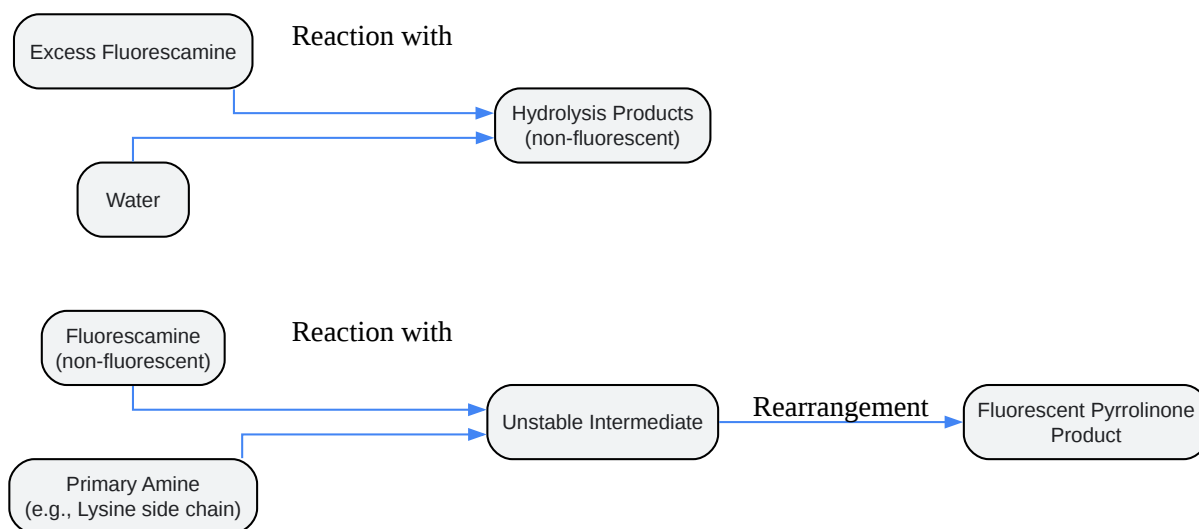 Excess Fluorescamine
Reaction with
Hydrolysis Products
(non-fluorescent)
Water
Fluorescamine
(non-fluorescent)
Reaction with
Unstable Intermediate
Rearrangement
Fluorescent Pyrrolinone
Product
Primary Amine
(e.g., Lysine side chain)